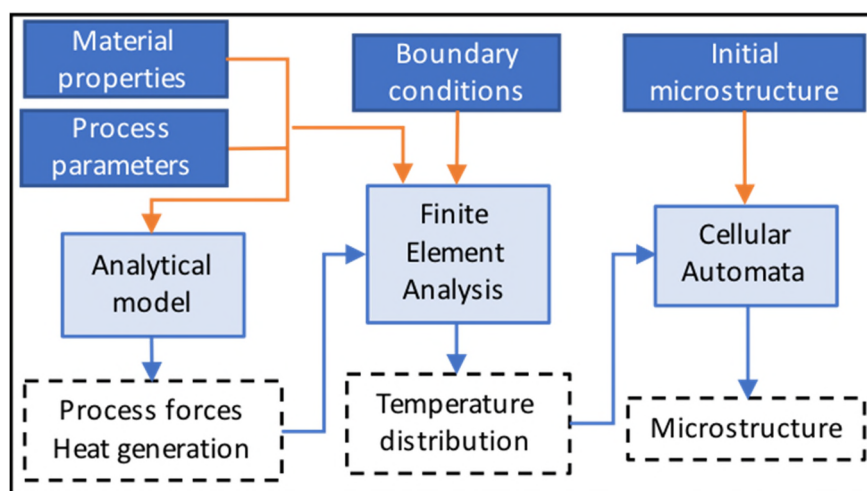 Material
properties
Boundary
conditions
Initial
microstructure
Process
parameters
Analytical
model
Finite
Element
Analysis
Cellular
Automata
Process forces
Heat generation
Temperature
distribution
Microstructure